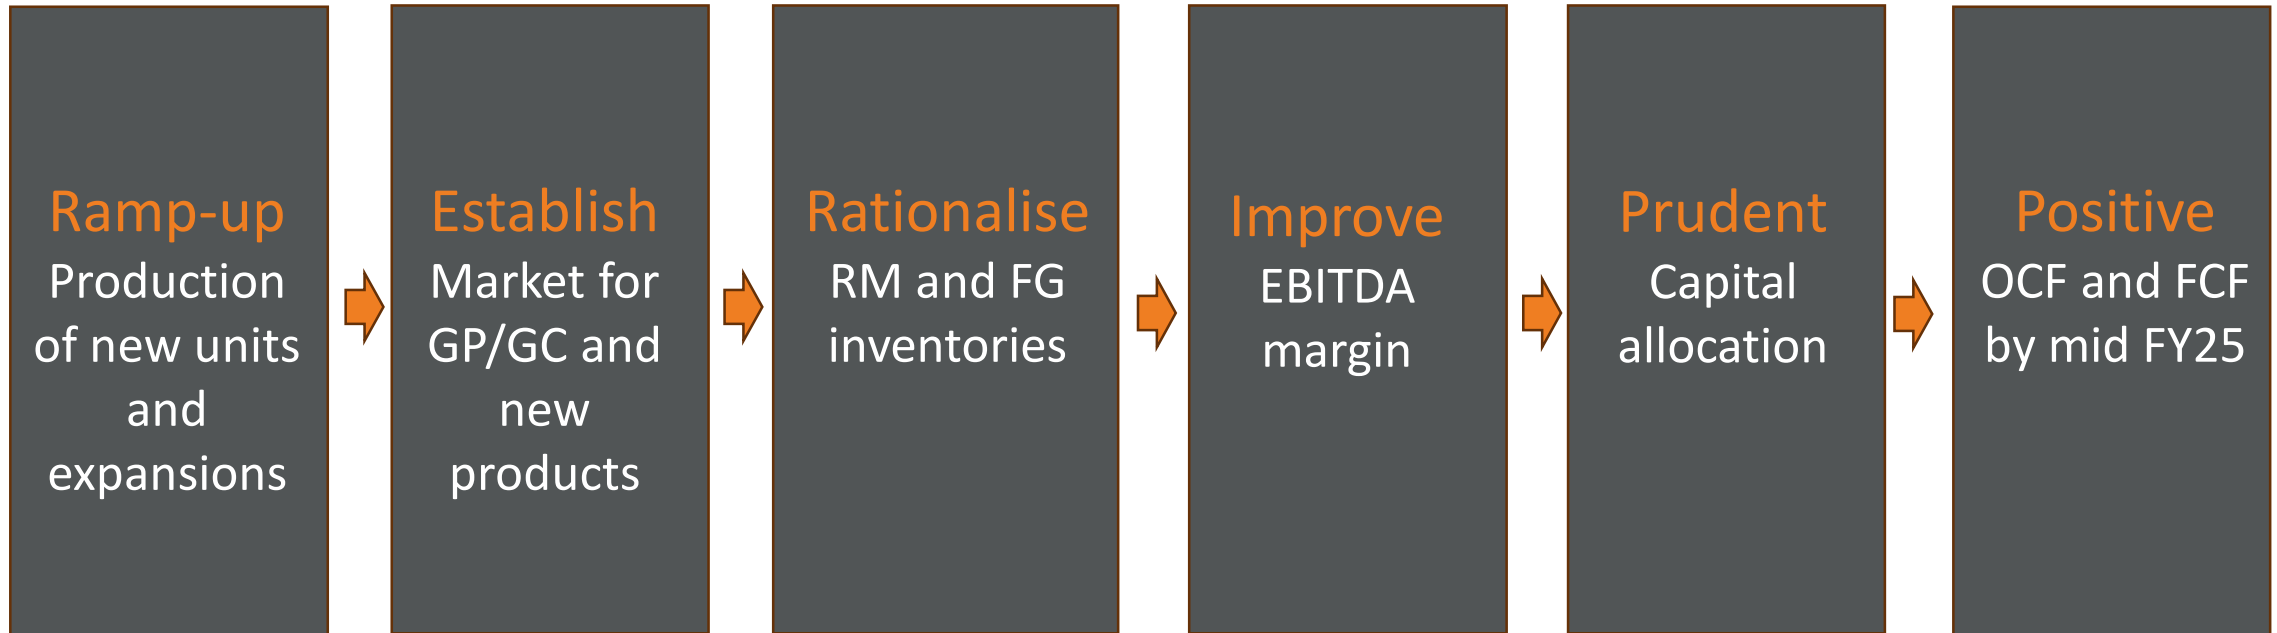 Ramp-up
Production
of new units
and
expansions
Establish
Market for
GP/GC and
new
products
Rationalise
RM and FG
inventories
Improve
EBITDA
margin
Prudent
Capital
allocation
Positive
OCF and FCF
by mid FY25